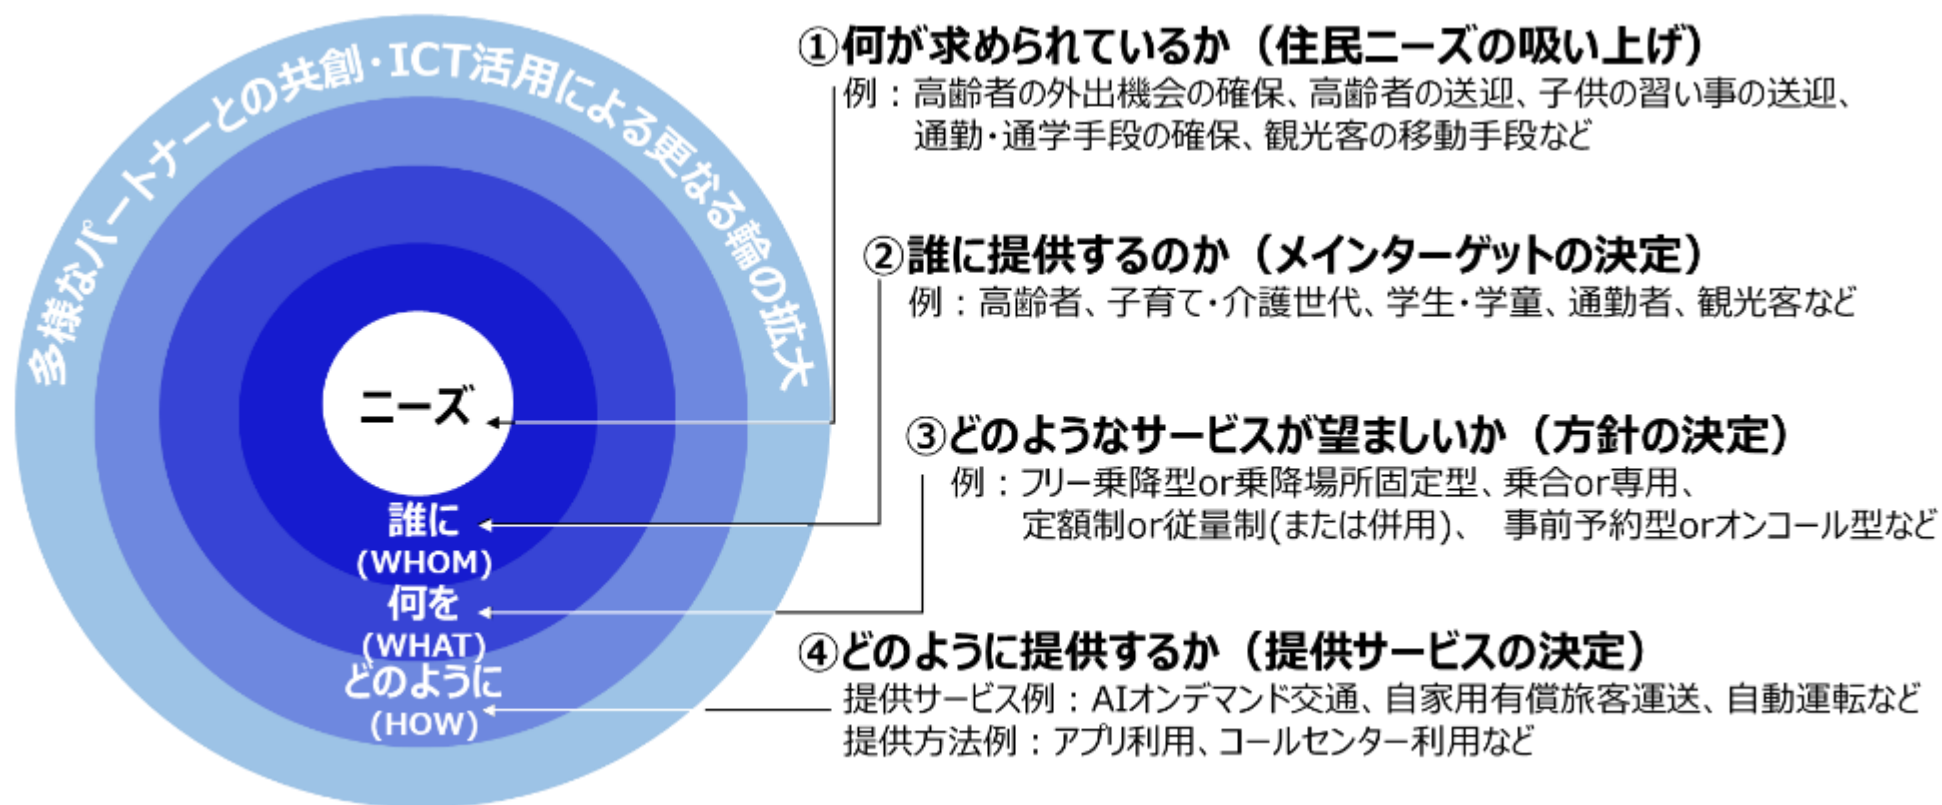 多様なパートナーとの共創・ICT活用による更なる輪の拡大
ニーズ
誰に
(WHOM)
何を
(WHAT)
どのように
(HOW)
①何が求められているか（住民ニーズの吸い上げ）
例：高齢者の外出機会の確保、高齢者の送迎、子供の習い事の送迎、
通勤・通学手段の確保、観光客の移動手段など
②誰に提供するのか（メインターゲットの決定）
例：高齢者、子育て・介護世代、学生・学童、通勤者、観光客など
③どのようなサービスが望ましいか（方針の決定）
例：フリー乗降型or乗降場所固定型、乗合or専用、
定額制or従量制(または併用)、 事前予約型orオンコール型など
④どのように提供するか（提供サービスの決定）
提供サービス例：AIオンデマンド交通、自家用有償旅客運送、自動運転など
提供方法例：アプリ利用、コールセンター利用など